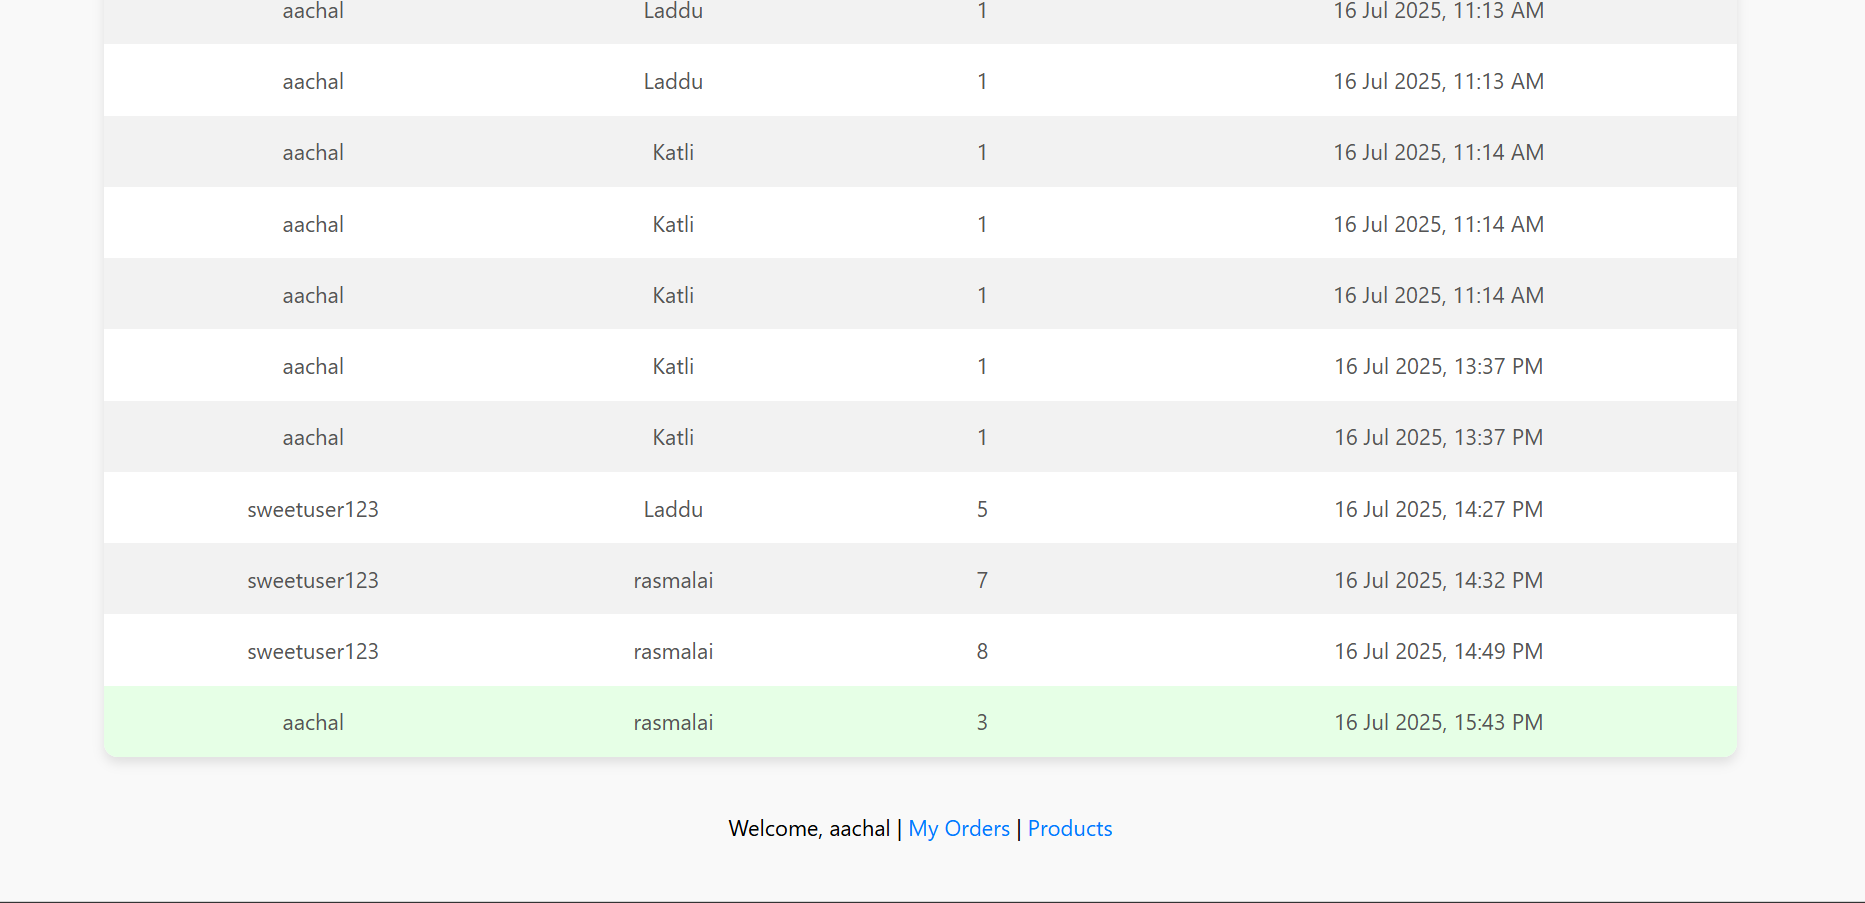 aachal Laddu 1 16 Jul 2025, 11:13 AM
aachal Laddu 1 16 Jul 2025, 11:13 AM
aachal Katli 1 16 Jul 2025, 11:14 AM
aachal Katli 1 16 Jul 2025, 11:14 AM
aachal Katli 1 16 Jul 2025, 11:14 AM
aachal Katli 1 16 Jul 2025, 13:37 PM
aachal Katli 1 16 Jul 2025, 13:37 PM
sweetuser123 Laddu 5 16 Jul 2025, 14:27 PM
sweetuser123 rasmalai 7 16 Jul 2025, 14:32 PM
sweetuser123 rasmalai 8 16 Jul 2025, 14:49 PM
aachal rasmalai 3 16 Jul 2025, 15:43 PM
Welcome, aachal | My Orders | Products